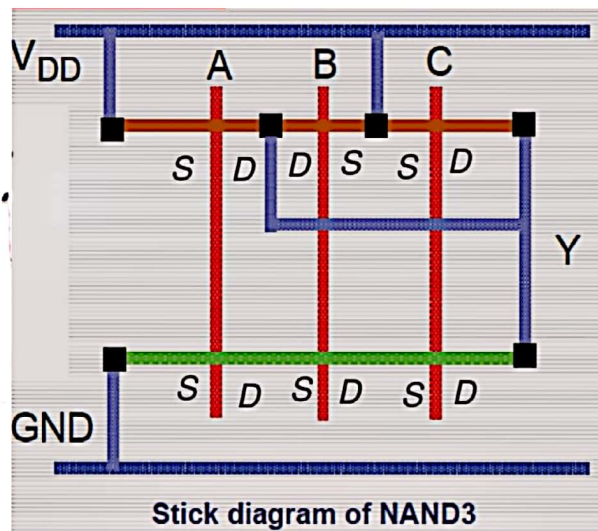 VDD
A B C
S D D S S D
Y
S D S D S D
GND
Stick diagram of NAND3